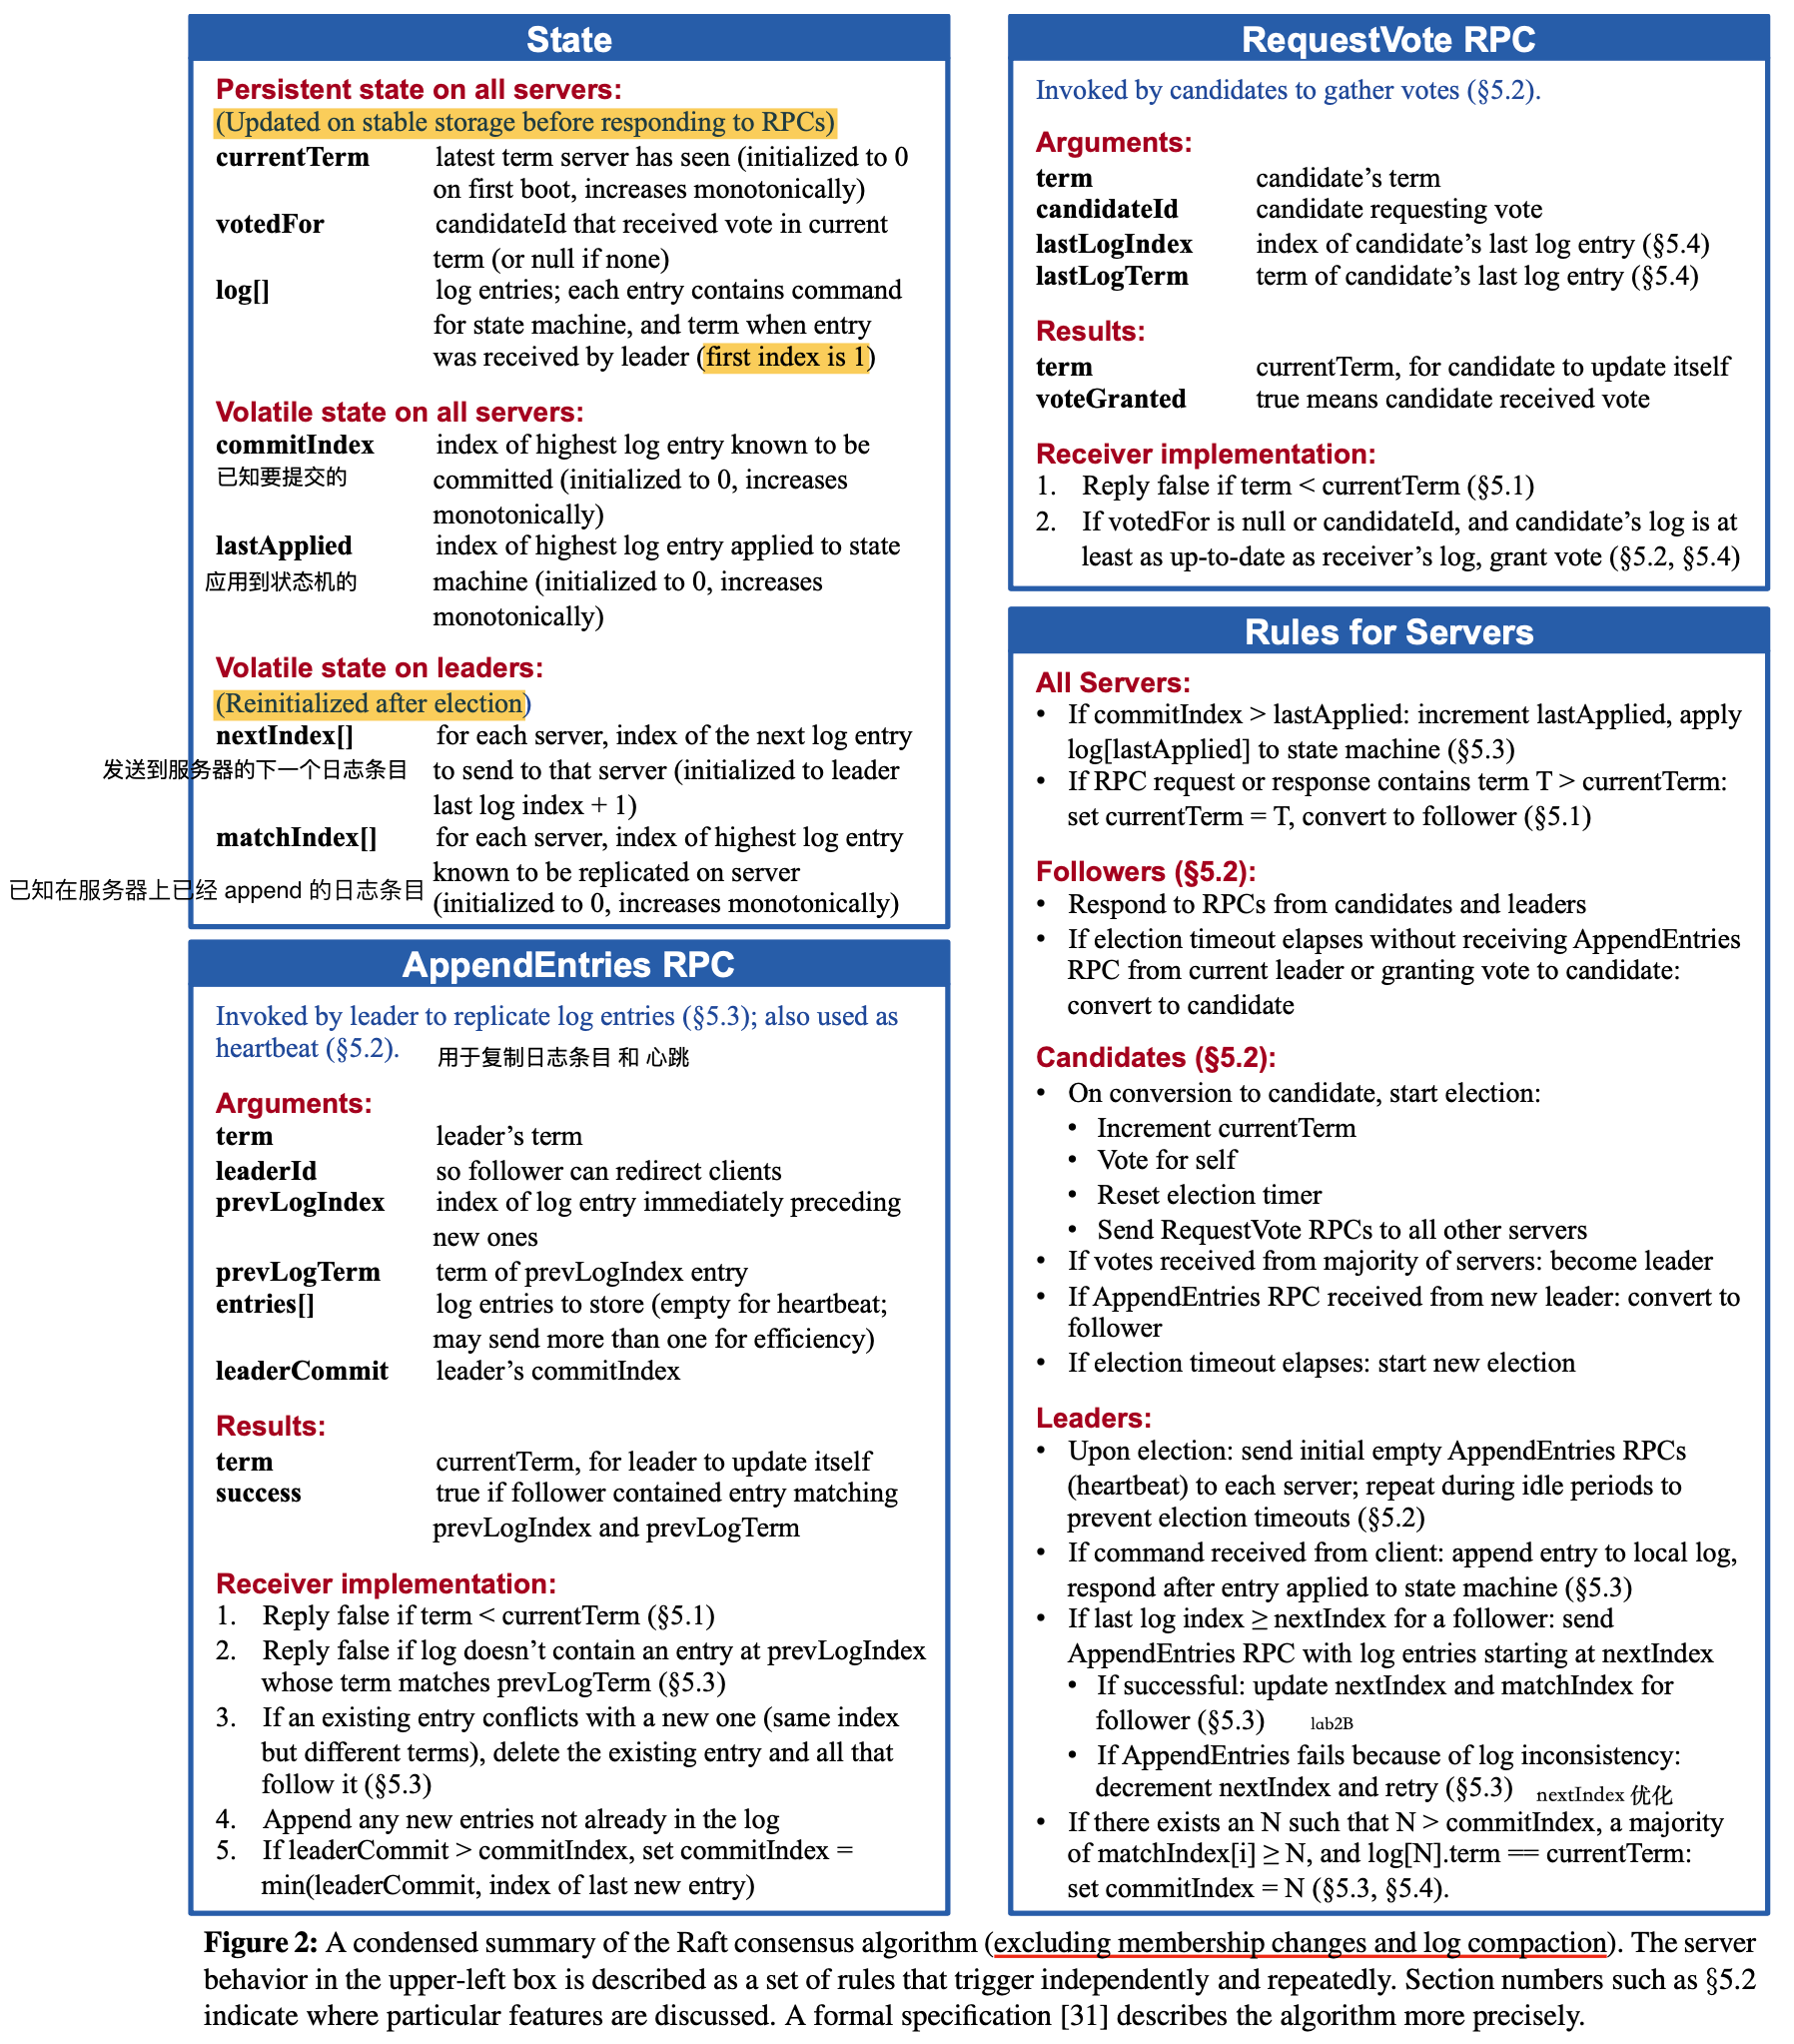 State
Persistent state on all servers:
(Updated on stable storage before responding to RPCs)
currentTerm latest term server has seen (initialized to 0
on first boot, increases monotonically)
votedFor candidateId that received vote in current
term (or null if none)
log[] log entries; each entry contains command
for state machine, and term when entry
was received by leader (first index is 1)
Volatile state on all servers:
commitIndex index of highest log entry known to be
已知要提交的 committed (initialized to 0, increases
monotonically)
lastApplied index of highest log entry applied to state
应用到状态机的 machine (initialized to 0, increases
monotonically)
Volatile state on leaders:
(Reinitialized after election)
nextIndex[] for each server, index of the next log entry
发送到服务器的下一个日志条目 to send to that server (initialized to leader
last log index + 1)
matchIndex[] for each server, index of highest log entry
known to be replicated on server
已知在服务器上已经 append 的日志条目 (initialized to 0, increases monotonically)
AppendEntries RPC
Invoked by leader to replicate log entries (§5.3); also used as
heartbeat (§5.2). 用于复制日志条目 和 心跳
Arguments:
term leader’s term
leaderId so follower can redirect clients
prevLogIndex index of log entry immediately preceding
new ones
prevLogTerm term of prevLogIndex entry
entries[] log entries to store (empty for heartbeat;
may send more than one for efficiency)
leaderCommit leader’s commitIndex
Results:
term currentTerm, for leader to update itself
success true if follower contained entry matching
prevLogIndex and prevLogTerm
Receiver implementation:
1. Reply false if term < currentTerm (§5.1)
2. Reply false if log doesn’t contain an entry at prevLogIndex
whose term matches prevLogTerm (§5.3)
3. If an existing entry conflicts with a new one (same index
but different terms), delete the existing entry and all that
follow it (§5.3)
4. Append any new entries not already in the log
5. If leaderCommit > commitIndex, set commitIndex =
min(leaderCommit, index of last new entry)
RequestVote RPC
Invoked by candidates to gather votes (§5.2).
Arguments:
term candidate’s term
candidateId candidate requesting vote
lastLogIndex index of candidate’s last log entry (§5.4)
lastLogTerm term of candidate’s last log entry (§5.4)
Results:
term currentTerm, for candidate to update itself
voteGranted true means candidate received vote
Receiver implementation:
1. Reply false if term < currentTerm (§5.1)
2. If votedFor is null or candidateId, and candidate’s log is at
least as up-to-date as receiver’s log, grant vote (§5.2, §5.4)
Rules for Servers
All Servers:
• If commitIndex > lastApplied: increment lastApplied, apply
log[lastApplied] to state machine (§5.3)
• If RPC request or response contains term T > currentTerm:
set currentTerm = T, convert to follower (§5.1)
Followers (§5.2):
• Respond to RPCs from candidates and leaders
• If election timeout elapses without receiving AppendEntries
RPC from current leader or granting vote to candidate:
convert to candidate
Candidates (§5.2):
• On conversion to candidate, start election:
• Increment currentTerm
• Vote for self
• Reset election timer
• Send RequestVote RPCs to all other servers
• If votes received from majority of servers: become leader
• If AppendEntries RPC received from new leader: convert to
follower
• If election timeout elapses: start new election
Leaders:
• Upon election: send initial empty AppendEntries RPCs
(heartbeat) to each server; repeat during idle periods to
prevent election timeouts (§5.2)
• If command received from client: append entry to local log,
respond after entry applied to state machine (§5.3)
• If last log index ≥ nextIndex for a follower: send
AppendEntries RPC with log entries starting at nextIndex
• If successful: update nextIndex and matchIndex for
follower (§5.3) lab2B
• If AppendEntries fails because of log inconsistency:
decrement nextIndex and retry (§5.3) nextIndex 优化
• If there exists an N such that N > commitIndex, a majority
of matchIndex[i] ≥ N, and log[N].term == currentTerm:
set commitIndex = N (§5.3, §5.4).
Figure 2: A condensed summary of the Raft consensus algorithm (excluding membership changes and log compaction). The server
behavior in the upper-left box is described as a set of rules that trigger independently and repeatedly. Section numbers such as §5.2
indicate where particular features are discussed. A formal specification [31] describes the algorithm more precisely.